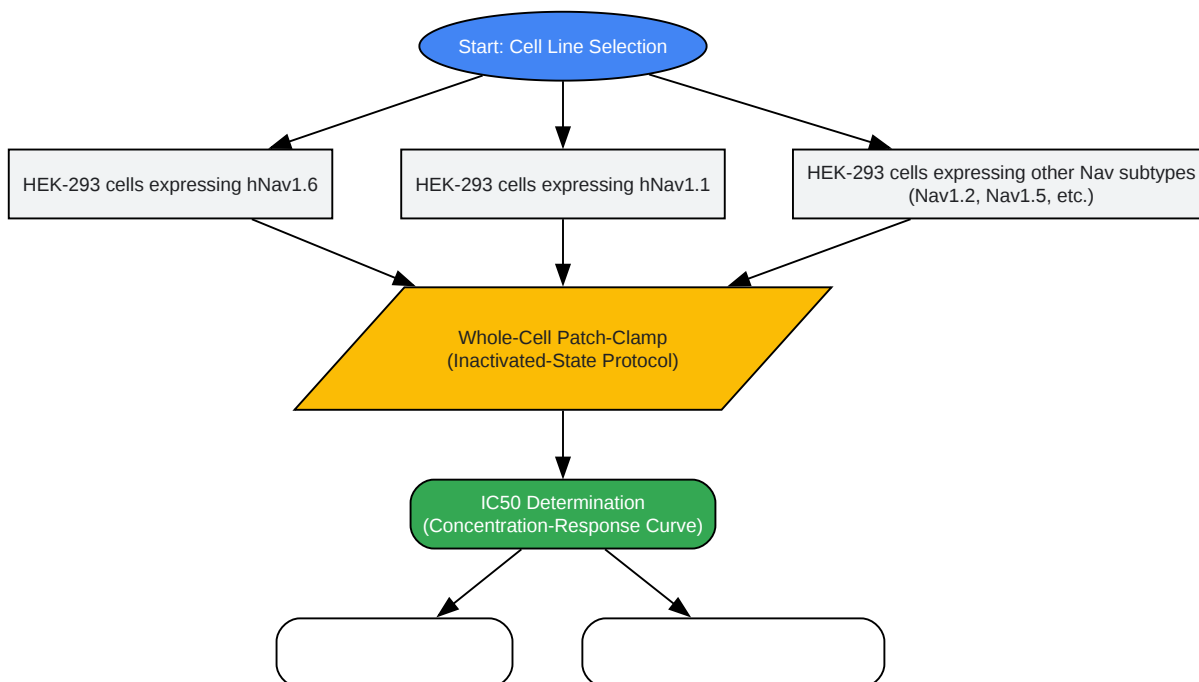 Start: Cell Line Selection
HEK-293 cells expressing hNav1.6
HEK-293 cells expressing hNav1.1
HEK-293 cells expressing other Nav subtypes
(Nav1.2, Nav1.5, etc.)
Whole-Cell Patch-Clamp
(Inactivated-State Protocol)
IC50 Determination
(Concentration-Response Curve)